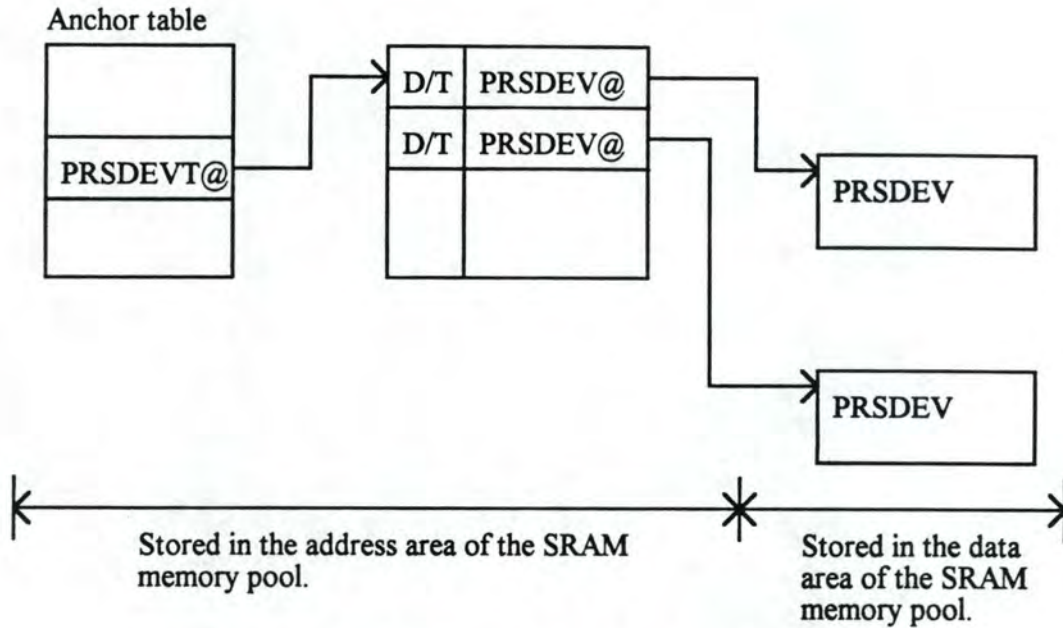 Anchor table
D/T PRSDEV@
D/T PRSDEV@
PRSDEVT@
PRSDEV
PRSDEV
Stored in the address area of the SRAM
memory pool.
Stored in the data
area of the SRAM
memory pool.